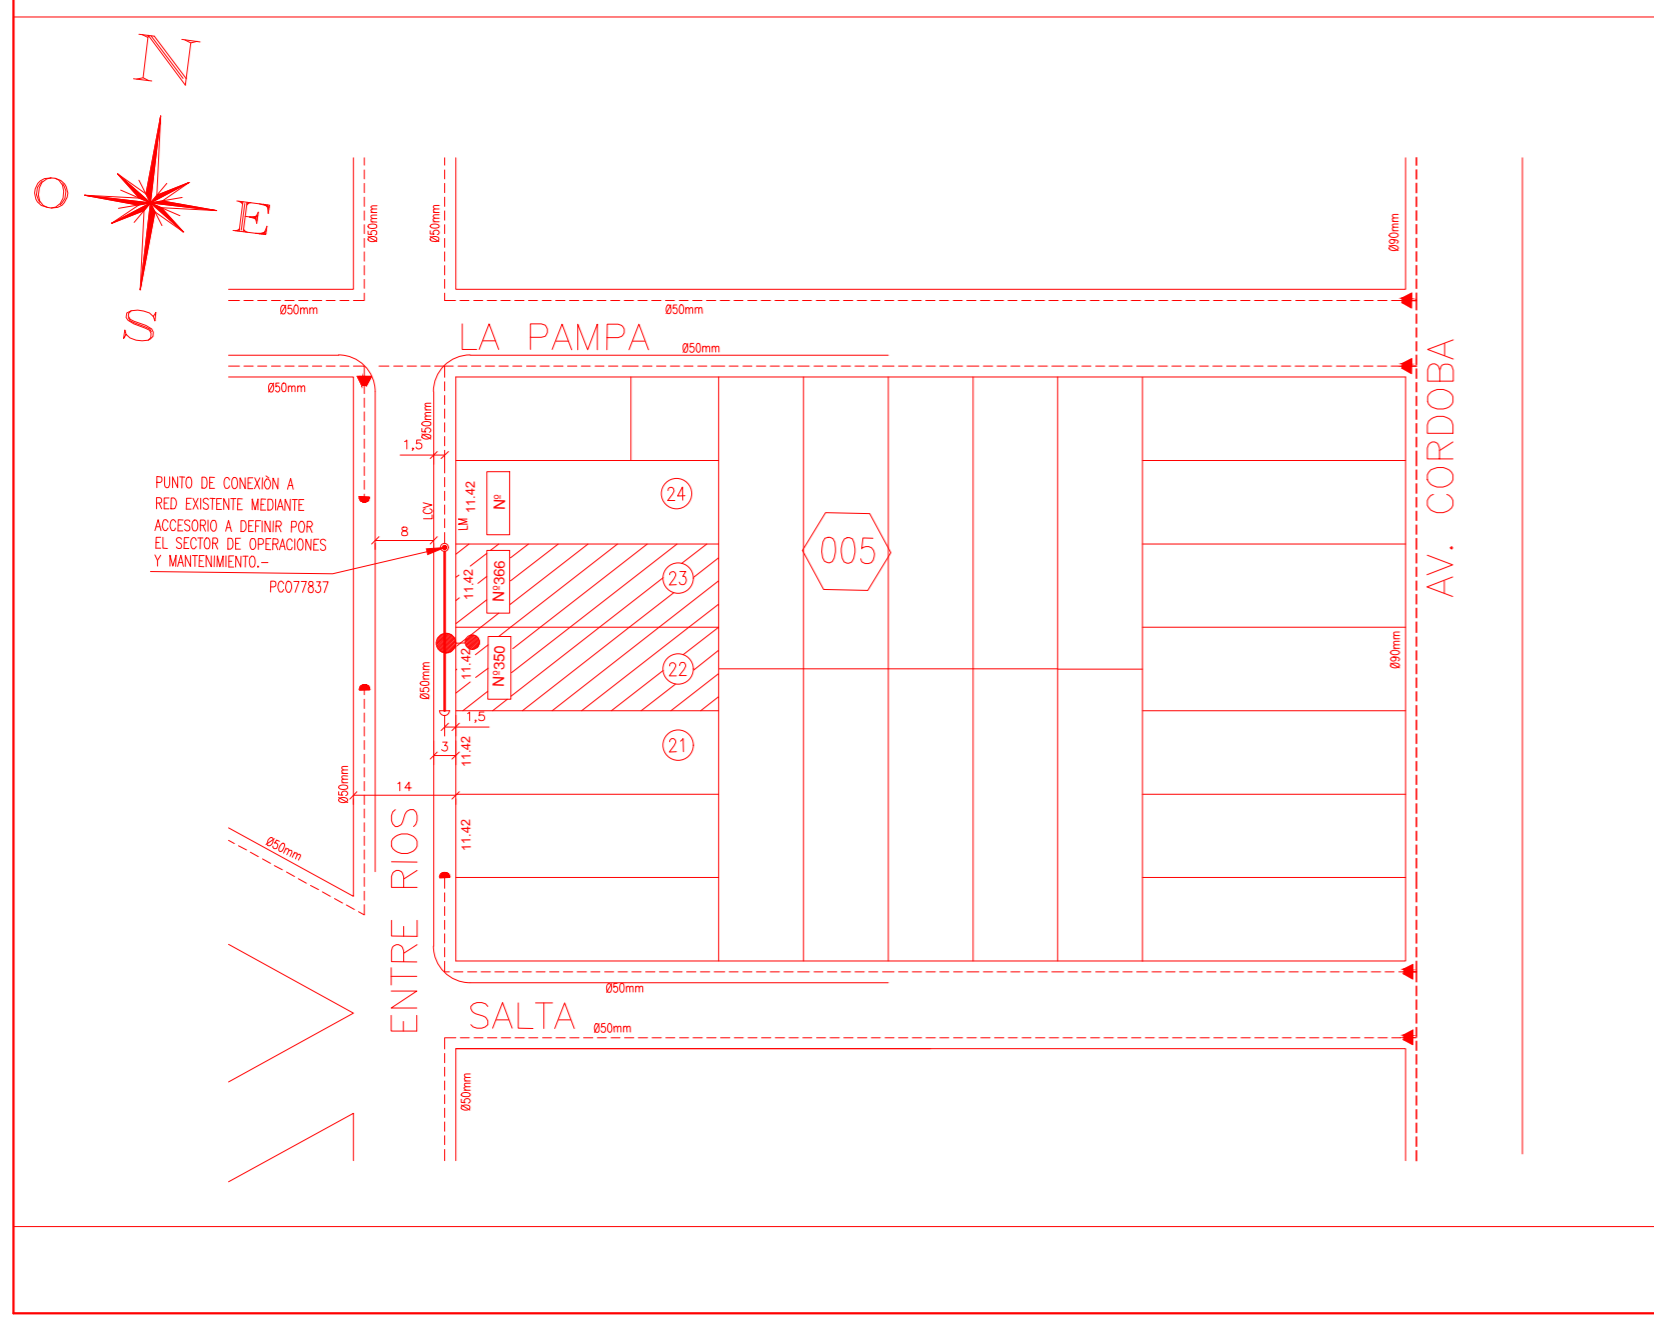 N
O
E
S
Ø50mm
Ø50mm
Ø90mm
Ø50mm
Ø50mm
LA PAMPA
Ø50mm
Ø50mm
Ø50mm
1,5
AV. CORDOBA
PUNTO DE CONEXIÒN A
RED EXISTENTE MEDIANTE
ACCESORIO A DEFINIR POR
EL SECTOR DE OPERACIONES
Y MANTENIMIENTO.-
PC077837
8
LCV
LM
11.42
Nº
24
005
11.42
Nº366
23
11.42
Nº350
22
Ø50mm
Ø90mm
1,5
3
11.42
21
Ø50mm
14
11.42
Ø50mm
ENTRE RIOS
Ø50mm
SALTA
Ø50mm
Ø50mm